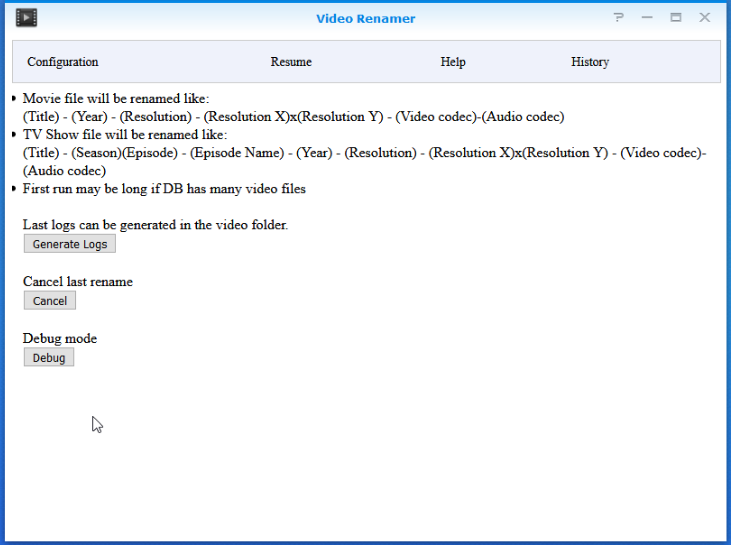 Video Renamer
Configuration Resume Help History
Movie file will be renamed like:
(Title) - (Year) - (Resolution) - (Resolution X)x(Resolution Y) - (Video codec)-(Audio codec)
TV Show file will be renamed like:
(Title) - (Season)(Episode) - (Episode Name) - (Year) - (Resolution) - (Resolution X)x(Resolution Y) - (Video codec)-
(Audio codec)
First run may be long if DB has many video files
Last logs can be generated in the video folder.
Generate Logs
Cancel last rename
Cancel
Debug mode
Debug